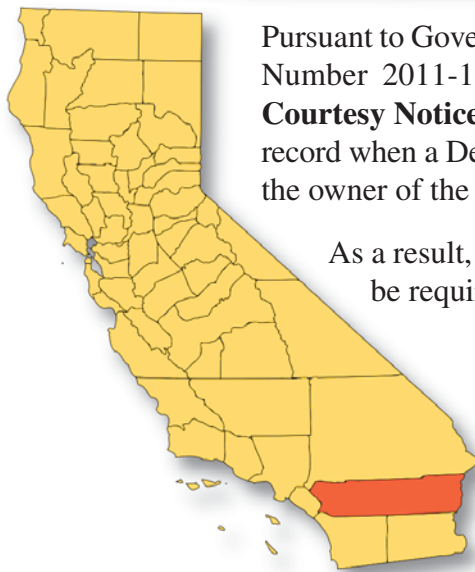 Pursuant to Gove
Number 2011-1
Courtesy Notice
record when a De
the owner of the
As a result,
be requi